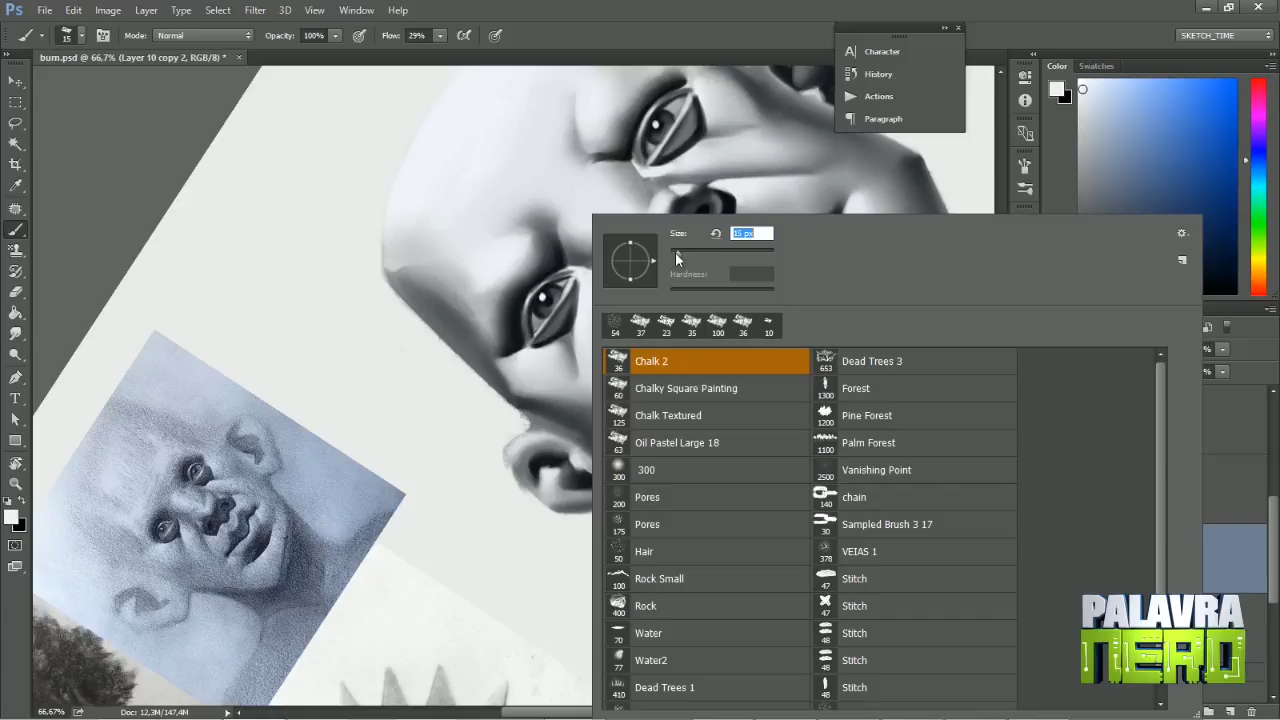 Ps File Edit Image Layer Type Select Filter 3D View Window Help
15 Mode: Normal Opacity: 100% Flow: 29% SKETCH_TIME
bum.psd @ 66,7% (Layer 10 copy 2, RGB/8) * ×
Character
History
Actions
Paragraph
Color Swatches
Size: 15 px
Hardness:
54 37 23 35 100 36 10
36 Chalk 2
60 Chalky Square Painting
125 Chalk Textured
63 Oil Pastel Large 18
300 300
200 Pores
175 Pores
50 Hair
100 Rock Small
400 Rock
70 Water
77 Water2
410 Dead Trees 1
653 Dead Trees 3
1300 Forest
1200 Pine Forest
1100 Palm Forest
2500 Vanishing Point
140 chain
30 Sampled Brush 3 17
378 VEIAS 1
47 Stitch
47 Stitch
48 Stitch
48 Stitch
48 Stitch
%
%
PALAVRA
NERD
66,67% Doc: 12,3M/147,4M